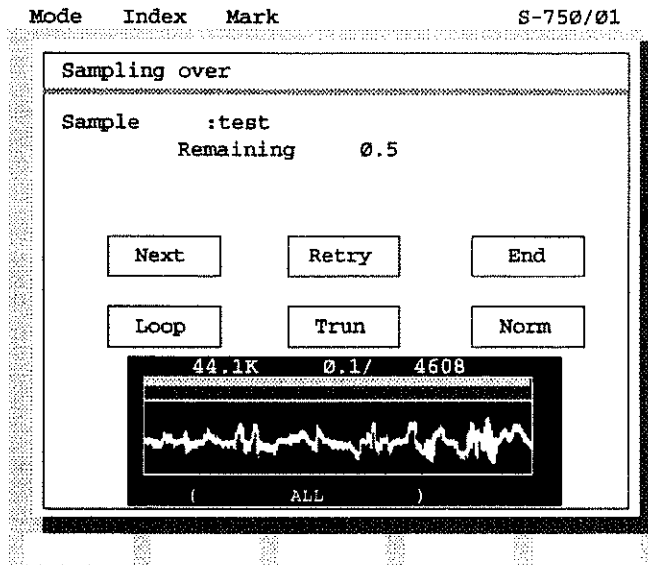 Mode Index Mark S-750/01
Sampling over
Sample :test
Remaining 0.5
Next Retry End
Loop Trun Norm
44.1K 0.1/ 4608
( ALL )